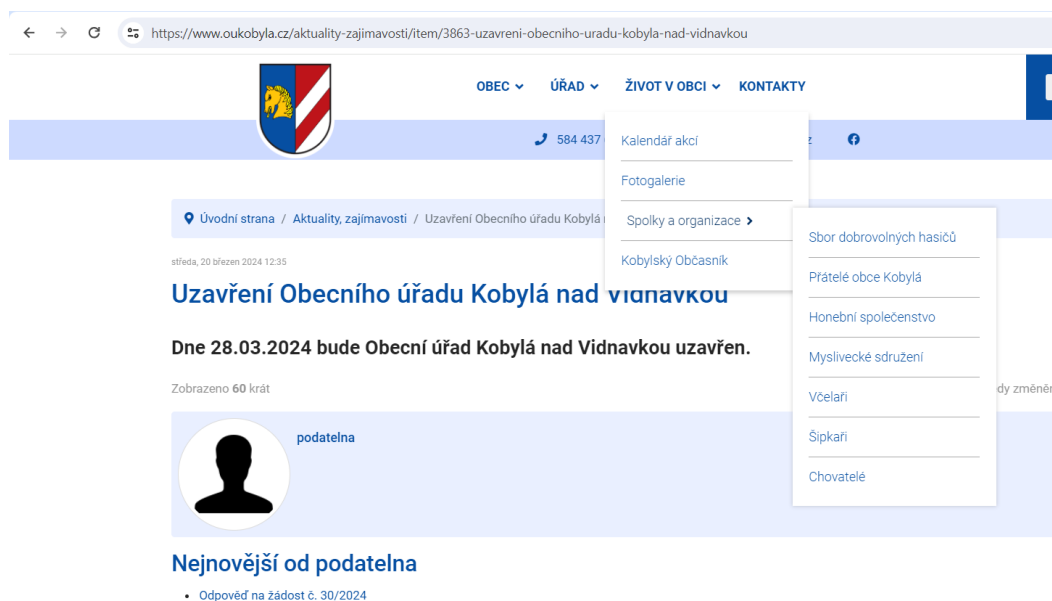 https://www.oukobyla.cz/aktuality-zajimavosti/item/3863-uzavreni-obecniho-uradu-kobyla-nad-vidnavkou
OBEC ÚŘAD ŽIVOT V OBCI KONTAKTY
584 437
Kalendář akcí
Fotogalerie
Spolky a organizace
Kobylský Občasník
Sbor dobrovolných hasičů
Přátelé obce Kobylá
Honební společenstvo
Myslivecké sdružení
Včelaři
Šipkaři
Chovatelé
Úvodní strana / Aktuality, zajímavosti / Uzavření Obecního úřadu Kobylá
středa, 20 březen 2024 12:35
Uzavření Obecního úřadu Kobylá nad Vidnavkou
Dne 28.03.2024 bude Obecní úřad Kobylá nad Vidnavkou uzavřen.
Zobrazeno 60 krát
podatelna
Nejnovější od podatelna
Odpověď na žádost č. 30/2024